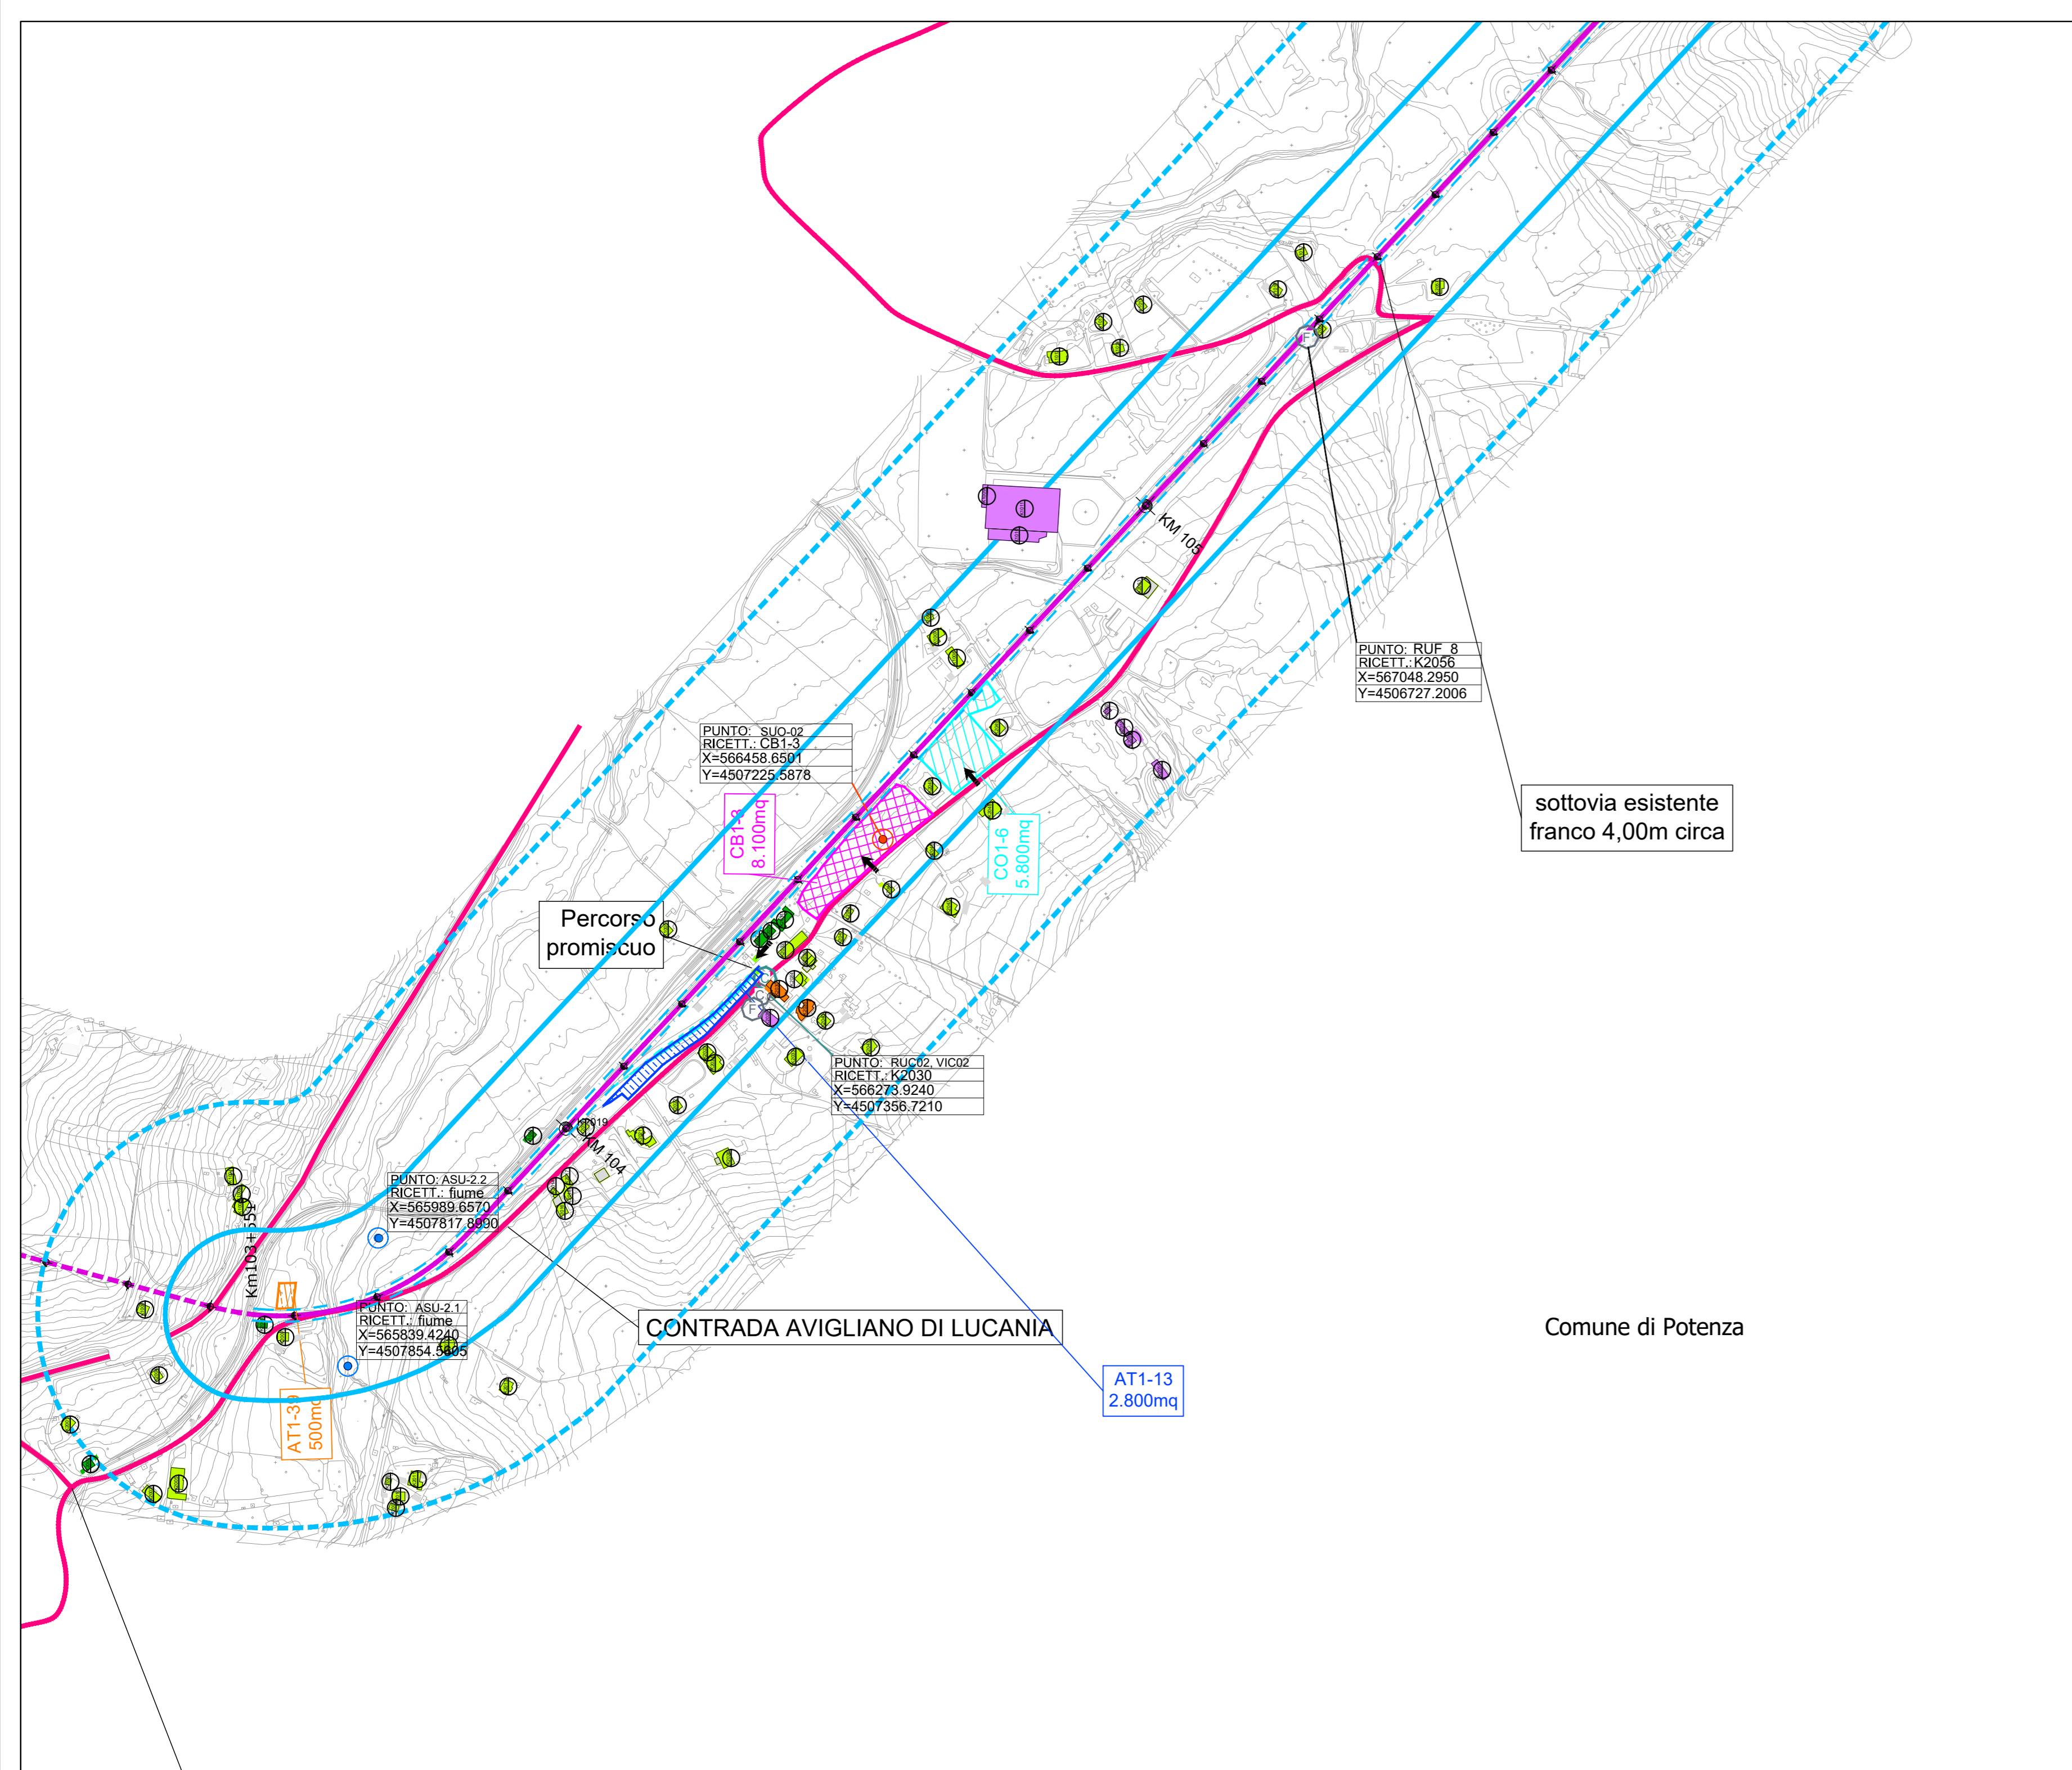 KM 105
PUNTO: RUF_8
RICETT.: K2056
X=567048.2950
Y=4506727.2006
PUNTO: SUO-02
RICETT.: CB1-3
X=566458.6501
Y=4507225.5878
sottovia esistente
franco 4,00m circa
CB1-3
8.100mq
CO1-6
5.800mq
Percorso
promiscuo
F
C
C
F
PUNTO: RUC02, VIC02
RICETT.: K2030
X=566273.9240
Y=4507356.7210
KM 104
PUNTO: ASU-2.2
RICETT.: fiume
X=565989.6570
Y=4507817.8990
Km103+551
PUNTO: ASU-2.1
RICETT.: fiume
X=565839.4240
Y=4507854.5605
CONTRADA AVIGLIANO DI LUCANIA
Comune di Potenza
AT1-13
2.800mq
AT1-39
500mq